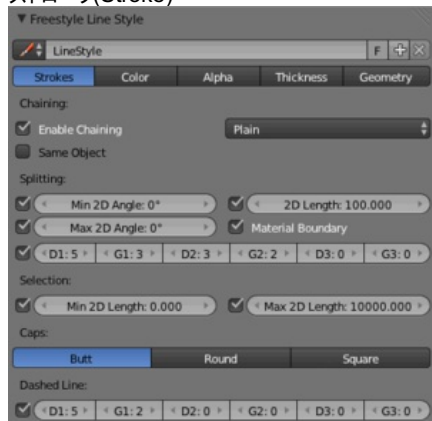 ストローク(Stroke)
Freestyle Line Style
LineStyle F
Strokes Color Alpha Thickness Geometry
Chaining:
Enable Chaining Plain
Same Object
Splitting:
Min 2D Angle: 0° 2D Length: 100.000
Max 2D Angle: 0° Material Boundary
D1: 5 G1: 3 D2: 3 G2: 2 D3: 0 G3: 0
Selection:
Min 2D Length: 0.000 Max 2D Length: 10000.000
Caps:
Butt Round Square
Dashed Line:
D1: 5 G1: 2 D2: 0 G2: 0 D3: 0 G3: 0